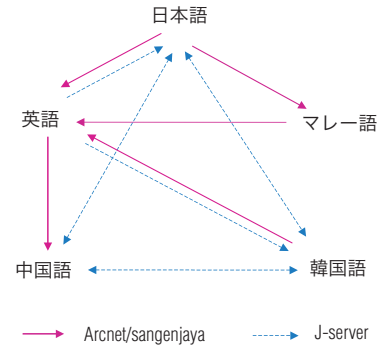 日本語
英語
マレー語
中国語
韓国語
Arcnet/sangenjaya
J-server